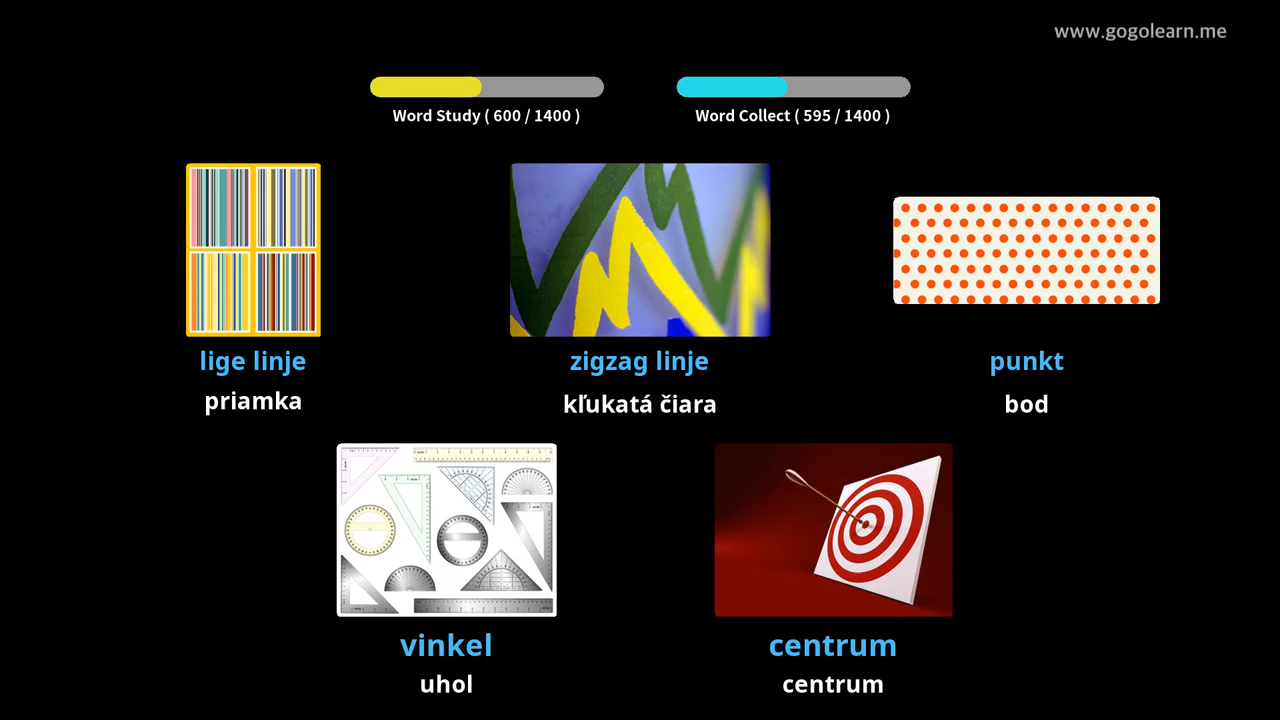 www.gogolearn.me
Word Study ( 600 / 1400 )
Word Collect ( 595 / 1400 )
lige linje
zigzag linje
punkt
priamka
kľukatá čiara
bod
vinkel
centrum
uhol
centrum